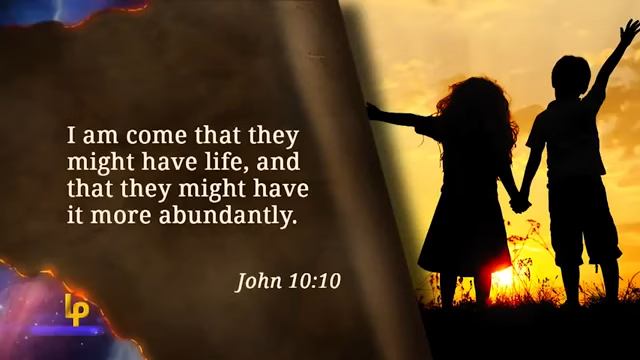 I am come that they
might have life, and
that they might have
it more abundantly.
John 10:10
LP